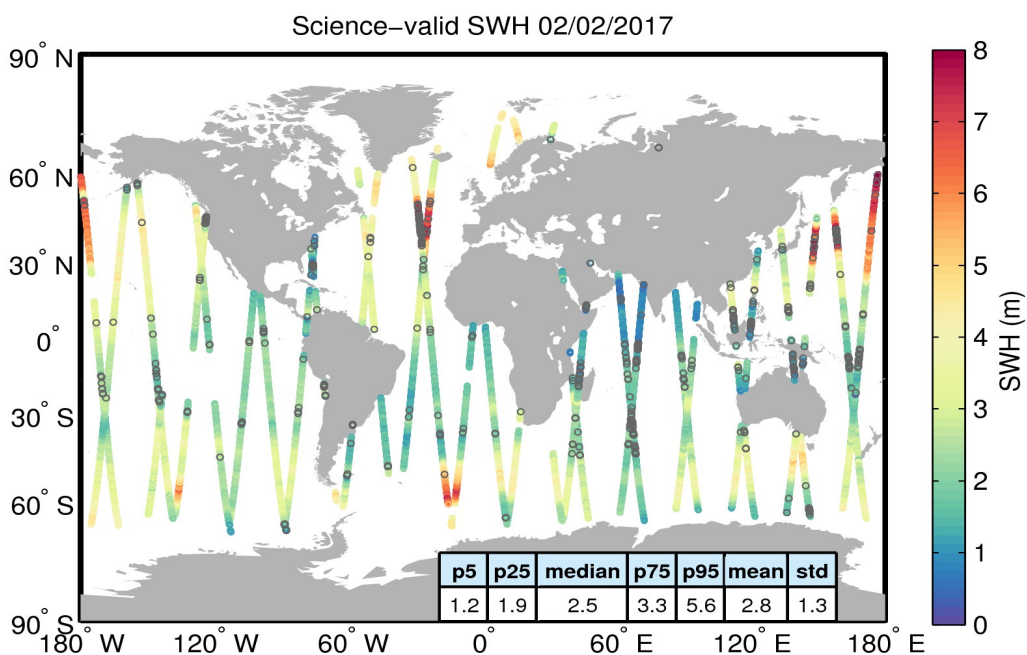 Science−valid SWH 02/02/2017
90° N
60° N
30° N
0°
30° S
60° S
90° S
180° W
120° W
60° W
0°
60° E
120° E
180° E
p5 p25 median p75 p95 mean std
1.2 1.9 2.5 3.3 5.6 2.8 1.3
8
7
6
5
4
3
2
1
0
SWH (m)